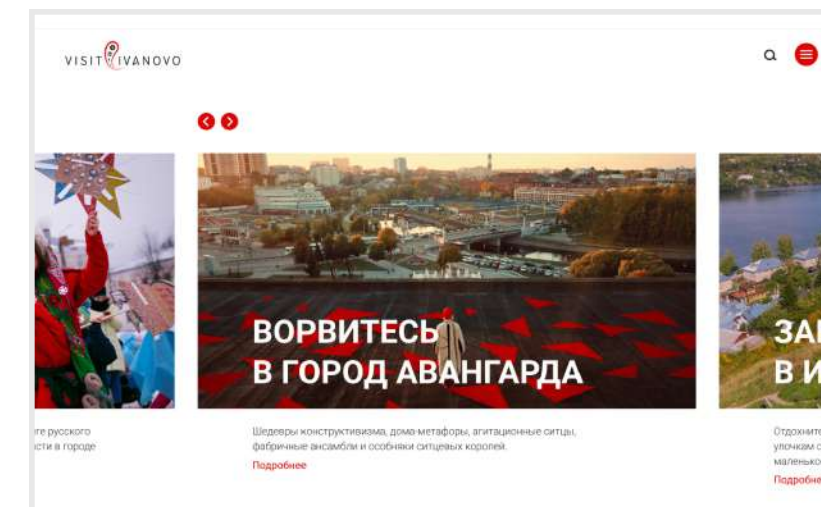 VISIT IVANOVO
ВОРВИТЕСЬ
В ГОРОД АВАНГАРДА
ЗА
В И
русского
сти в городе
Шедевры конструктивизма, дома-метафоры, агитационные ситцы,
фабричные ансамбли и особняки ситцевых королей.
Подробнее
Отдохните
улочкам с
маленько
Подробне